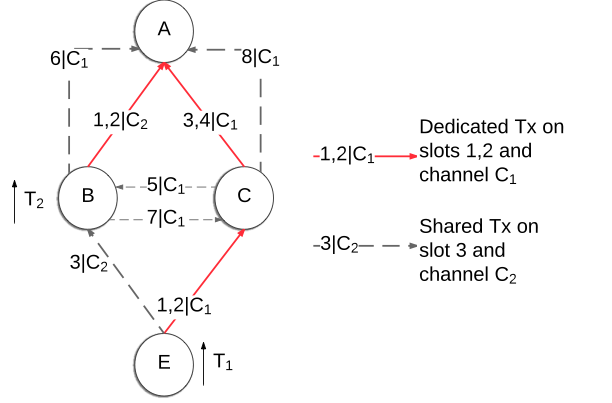 A
6|C₁
8|C₁
1,2|C₂
3,4|C₁
B
5|C₁
C
7|C₁
T₂
3|C₂
1,2|C₁
E
T₁
1,2|C₁
Dedicated Tx on
slots 1,2 and
channel C₁
3|C₂
Shared Tx on
slot 3 and
channel C₂